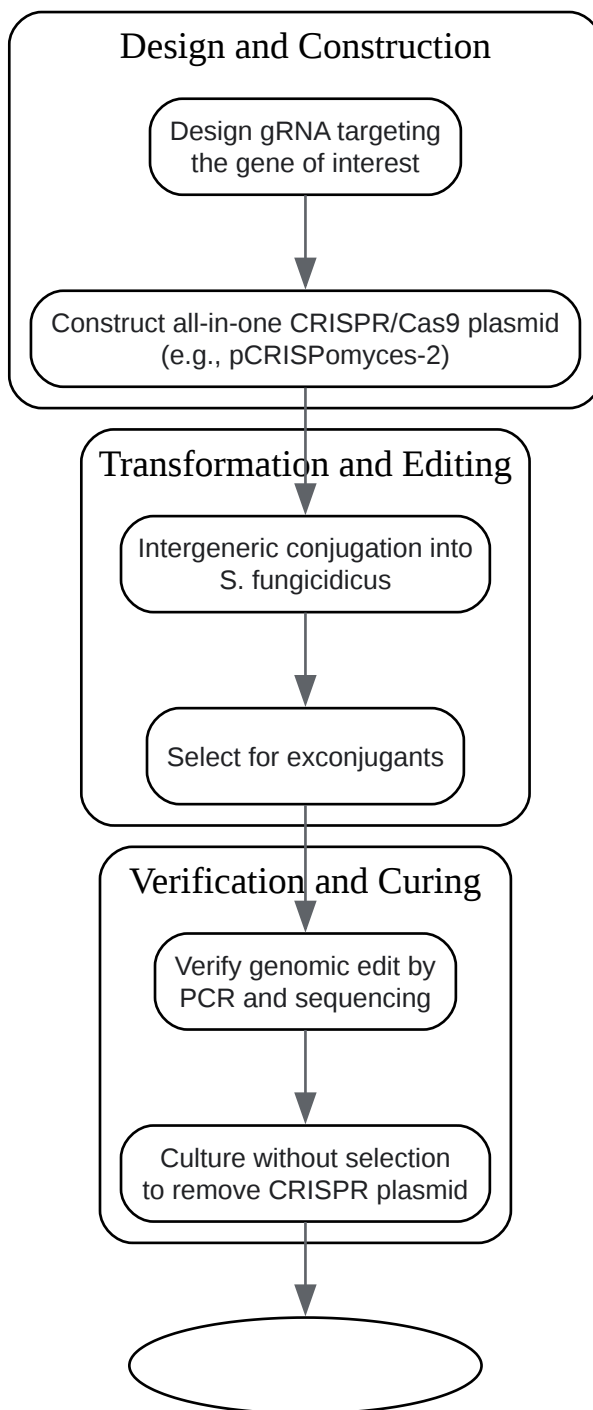 Design and Construction
Design gRNA targeting
the gene of interest
Construct all-in-one CRISPR/Cas9 plasmid
(e.g., pCRISPomyces-2)
Transformation and Editing
Intergeneric conjugation into
S. fungicidicus
Select for exconjugants
Verification and Curing
Verify genomic edit by
PCR and sequencing
Culture without selection
to remove CRISPR plasmid